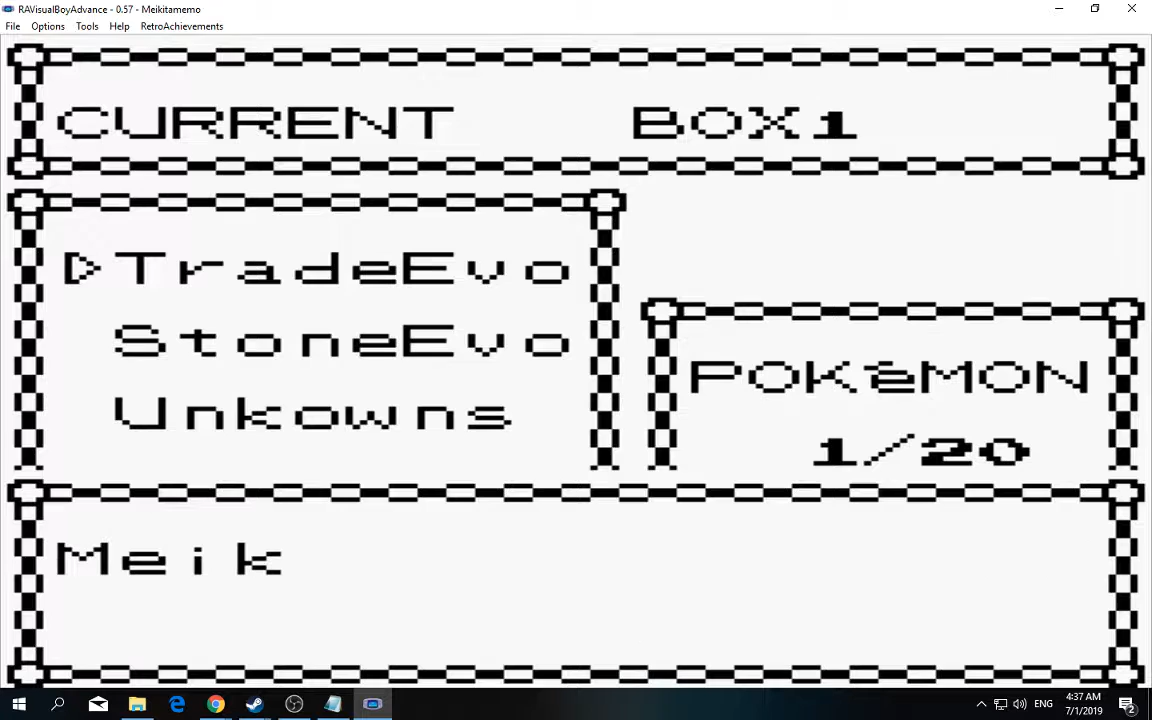 RAVisualBoyAdvance - 0.57 - Meikitamemo
File Options Tools Help RetroAchievements
CURRENT BOX1
TradeEvo
StoneEvo
Unkowns
POKéMON
1/20
Meik
ENG
4:37 AM
7/1/2019
2